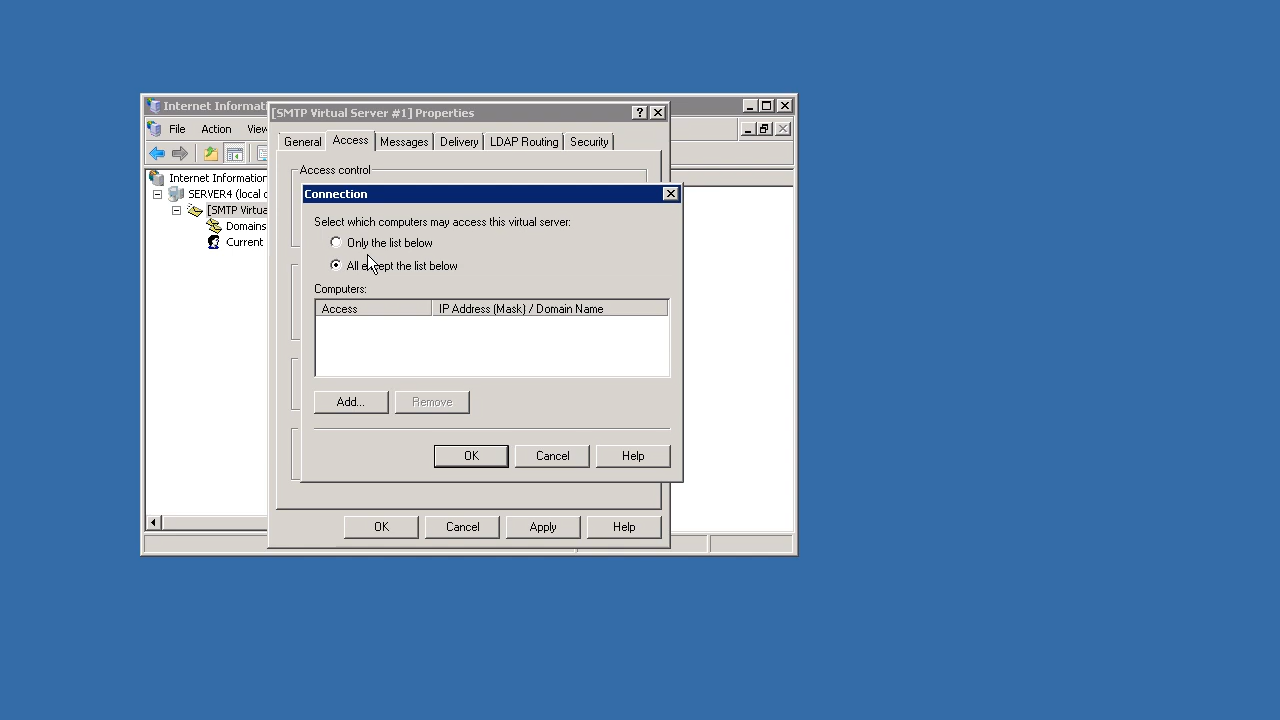 Internet Informat
[SMTP Virtual Server #1] Properties
File Action View
General Access Messages Delivery LDAP Routing Security
Access control
Internet Information
SERVER4 (local c
[SMTP Virtua
Domains
Current
Connection
Select which computers may access this virtual server:
Only the list below
All except the list below
Computers:
Access IP Address (Mask) / Domain Name
Add... Remove
OK Cancel Help
OK Cancel Apply Help